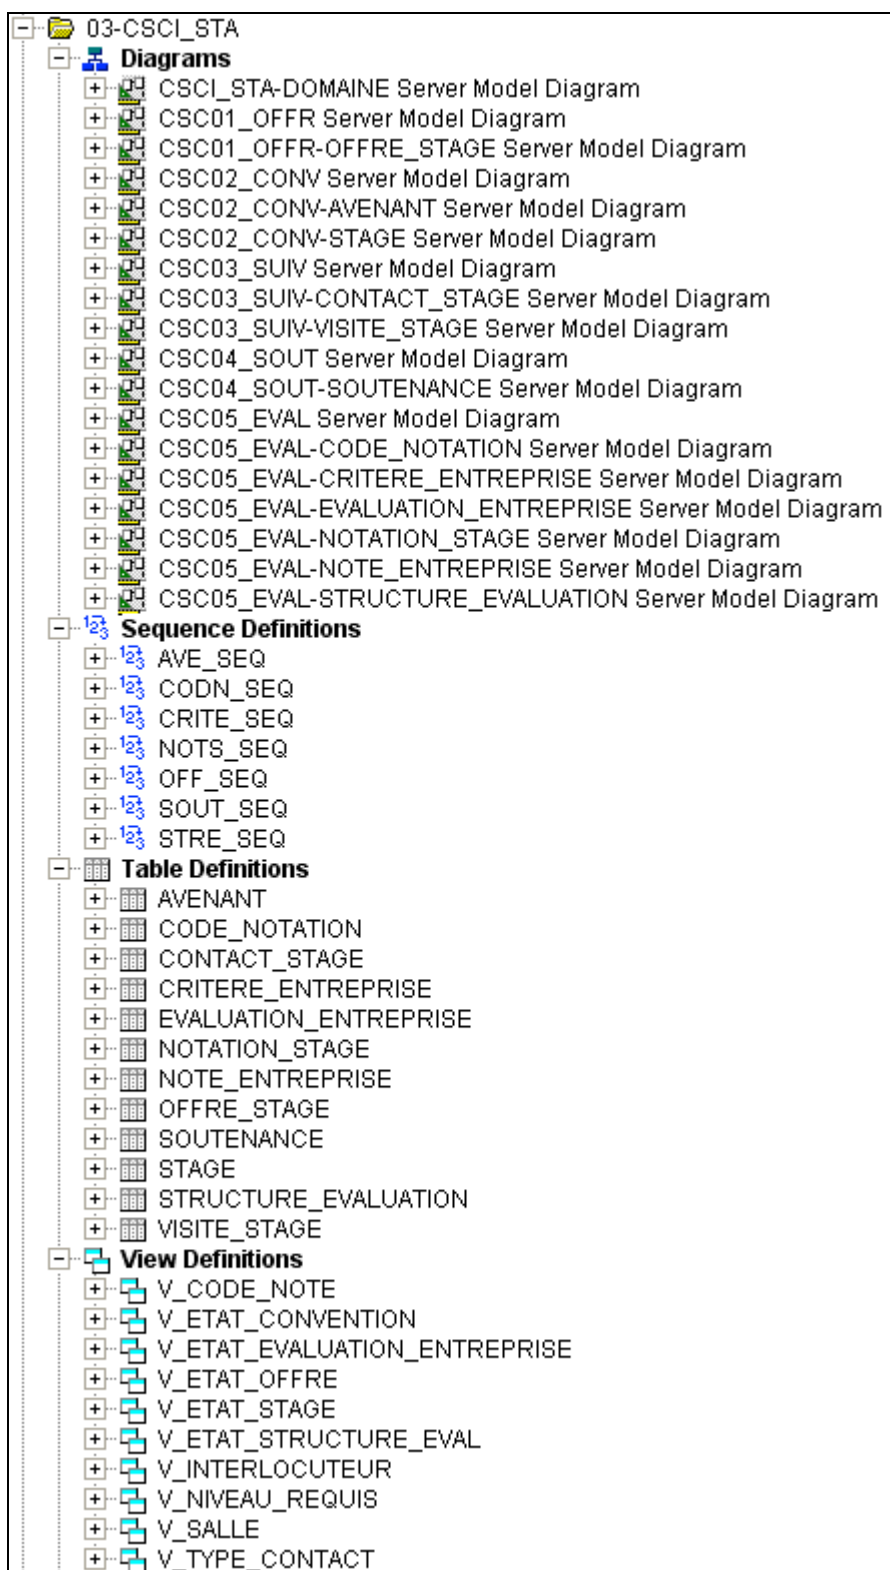 03-CSCI_STA
Diagrams
CSCI_STA-DOMAINE Server Model Diagram
CSC01_OFFR Server Model Diagram
CSC01_OFFR-OFFRE_STAGE Server Model Diagram
CSC02_CONV Server Model Diagram
CSC02_CONV-AVENANT Server Model Diagram
CSC02_CONV-STAGE Server Model Diagram
CSC03_SUIV Server Model Diagram
CSC03_SUIV-CONTACT_STAGE Server Model Diagram
CSC03_SUIV-VISITE_STAGE Server Model Diagram
CSC04_SOUT Server Model Diagram
CSC04_SOUT-SOUTENANCE Server Model Diagram
CSC05_EVAL Server Model Diagram
CSC05_EVAL-CODE_NOTATION Server Model Diagram
CSC05_EVAL-CRITERE_ENTREPRISE Server Model Diagram
CSC05_EVAL-EVALUATION_ENTREPRISE Server Model Diagram
CSC05_EVAL-NOTATION_STAGE Server Model Diagram
CSC05_EVAL-NOTE_ENTREPRISE Server Model Diagram
CSC05_EVAL-STRUCTURE_EVALUATION Server Model Diagram
Sequence Definitions
AVE_SEQ
CODN_SEQ
CRITE_SEQ
NOTS_SEQ
OFF_SEQ
SOUT_SEQ
STRE_SEQ
Table Definitions
AVENANT
CODE_NOTATION
CONTACT_STAGE
CRITERE_ENTREPRISE
EVALUATION_ENTREPRISE
NOTATION_STAGE
NOTE_ENTREPRISE
OFFRE_STAGE
SOUTENANCE
STAGE
STRUCTURE_EVALUATION
VISITE_STAGE
View Definitions
V_CODE_NOTE
V_ETAT_CONVENTION
V_ETAT_EVALUATION_ENTREPRISE
V_ETAT_OFFRE
V_ETAT_STAGE
V_ETAT_STRUCTURE_EVAL
V_INTERLOCUTEUR
V_NIVEAU_REQUIS
V_SALLE
V_TYPE_CONTACT